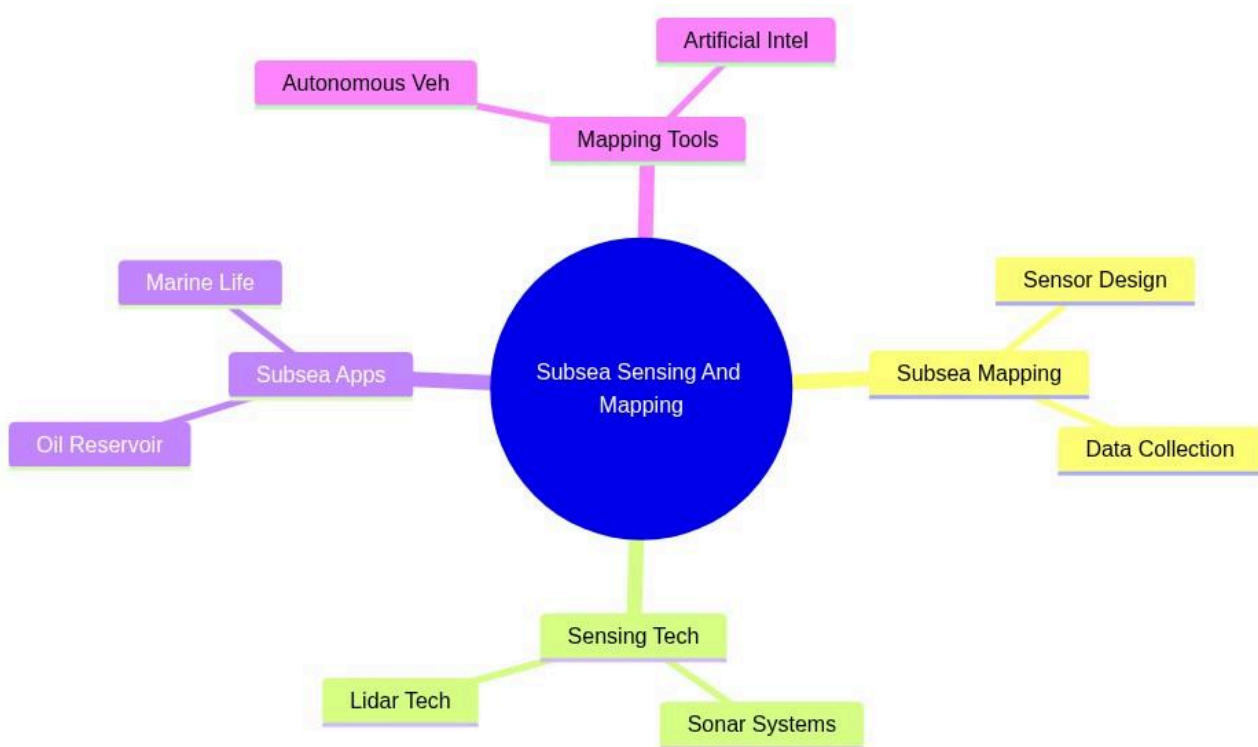 Artificial Intel
Autonomous Veh
Mapping Tools
Marine Life
Sensor Design
Subsea Apps
Subsea Sensing And
Mapping
Subsea Mapping
Oil Reservoir
Data Collection
Sensing Tech
Lidar Tech
Sonar Systems